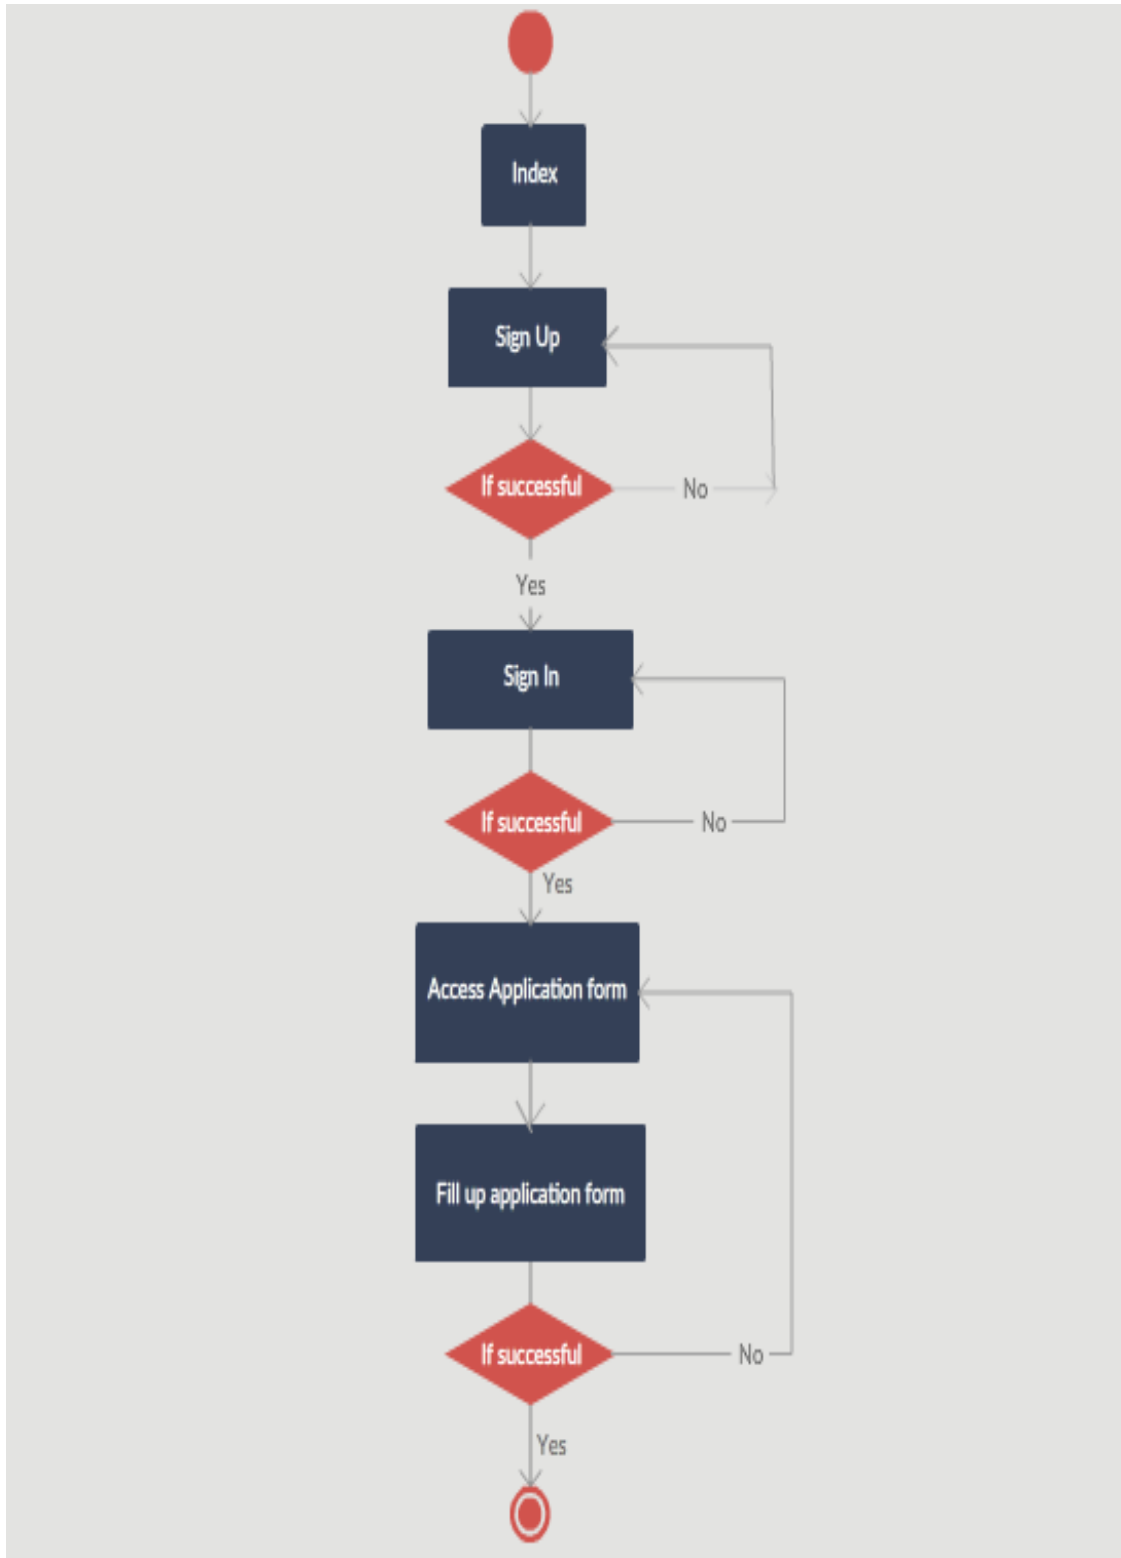 Index
Sign Up
If successful
No
Yes
Sign In
If successful
No
Yes
Access Application form
Fill up application form
If successful
No
Yes